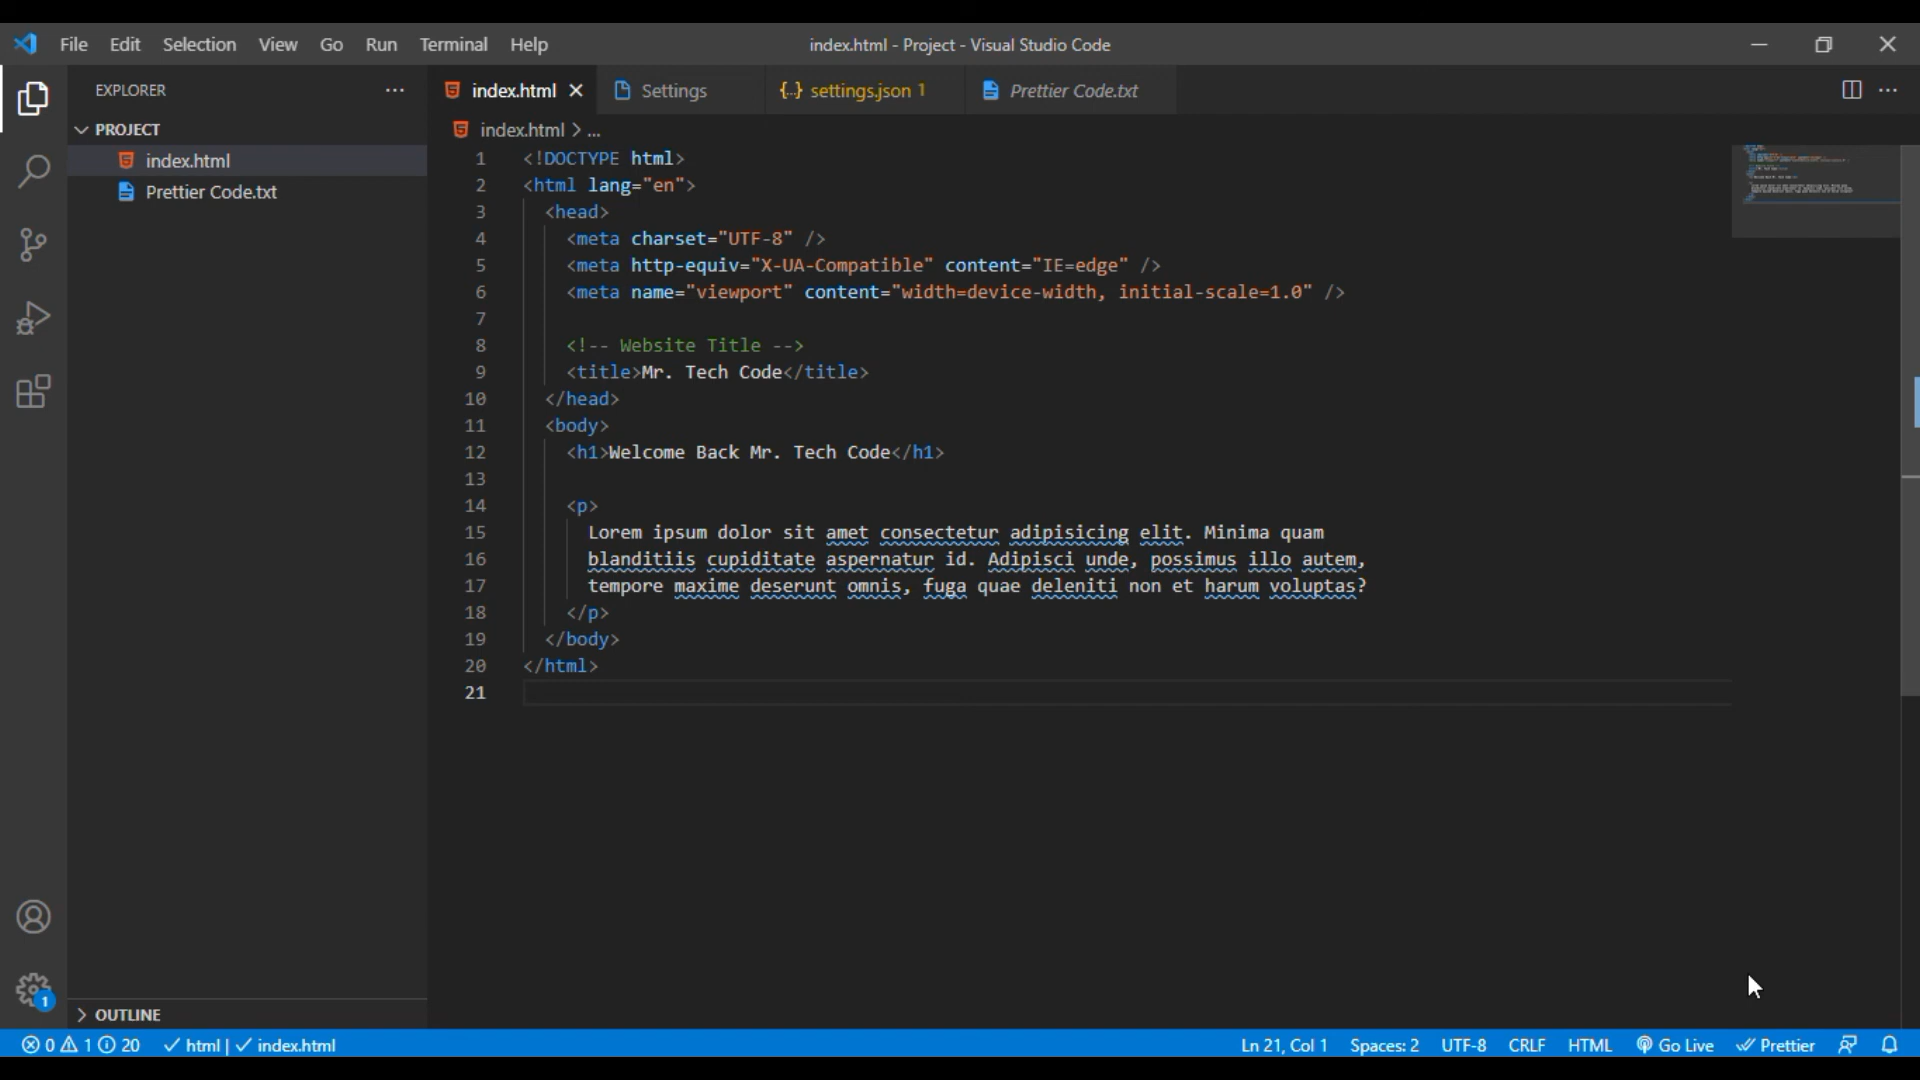 File Edit Selection View Go Run Terminal Help index.html - Project - Visual Studio Code
EXPLORER
PROJECT
index.html
Prettier Code.txt
OUTLINE
index.html Settings {..} settings.json 1 Prettier Code.txt
index.html > ...
1 <!DOCTYPE html>
2 <html lang="en">
3 <head>
4 <meta charset="UTF-8" />
5 <meta http-equiv="X-UA-Compatible" content="IE=edge" />
6 <meta name="viewport" content="width=device-width, initial-scale=1.0" />
7
8 <!-- Website Title -->
9 <title>Mr. Tech Code</title>
10 </head>
11 <body>
12 <h1>Welcome Back Mr. Tech Code</h1>
13
14 <p>
15 Lorem ipsum dolor sit amet consectetur adipisicing elit. Minima quam
16 blanditiis cupiditate aspernatur id. Adipisci unde, possimus illo autem,
17 tempore maxime deserunt omnis, fuga quae deleniti non et harum voluptas?
18 </p>
19 </body>
20 </html>
21
1
0 1 20 html | index.html Ln 21, Col 1 Spaces: 2 UTF-8 CRLF HTML Go Live Prettier